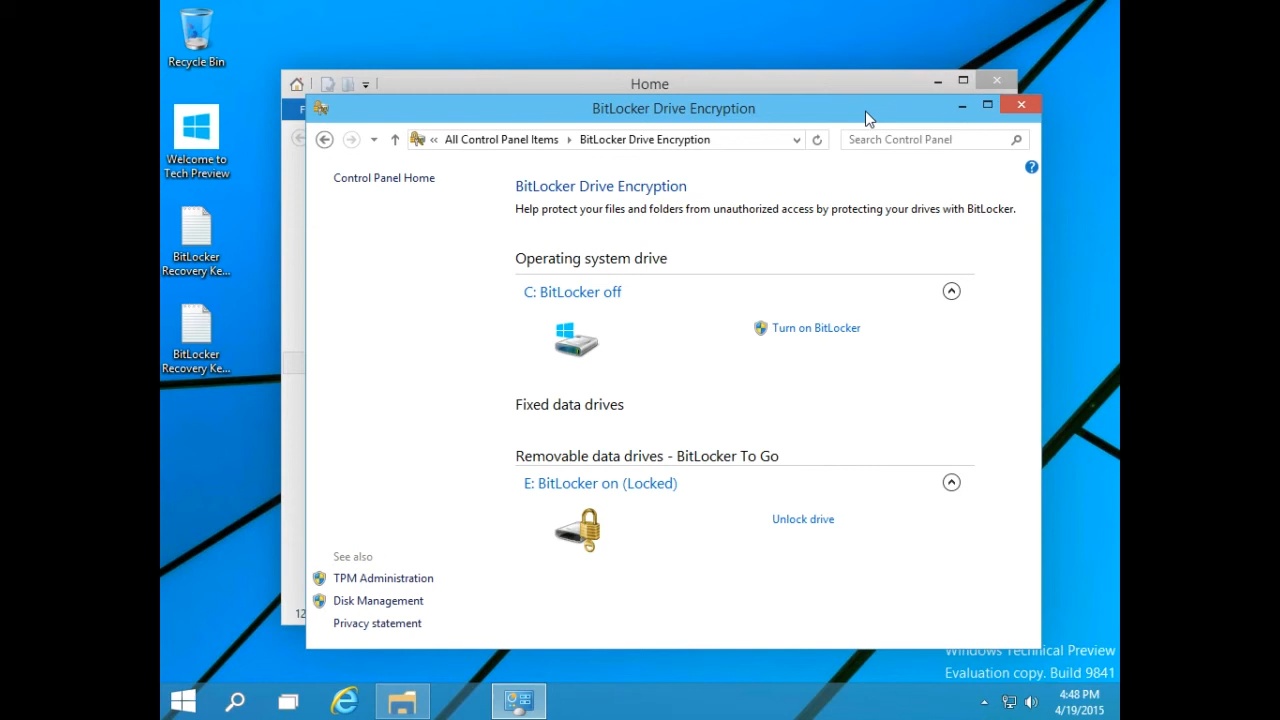 Recycle Bin
Welcome to
Tech Preview
BitLocker
Recovery Ke...
BitLocker
Recovery Ke...
Home
F
BitLocker Drive Encryption
« All Control Panel Items BitLocker Drive Encryption
Search Control Panel
Control Panel Home
BitLocker Drive Encryption
Help protect your files and folders from unauthorized access by protecting your drives with BitLocker.
Operating system drive
C: BitLocker off
Turn on BitLocker
Fixed data drives
Removable data drives - BitLocker To Go
E: BitLocker on (Locked)
Unlock drive
See also
TPM Administration
Disk Management
Privacy statement
12
Windows Technical Preview
Evaluation copy. Build 9841
4:48 PM
4/19/2015